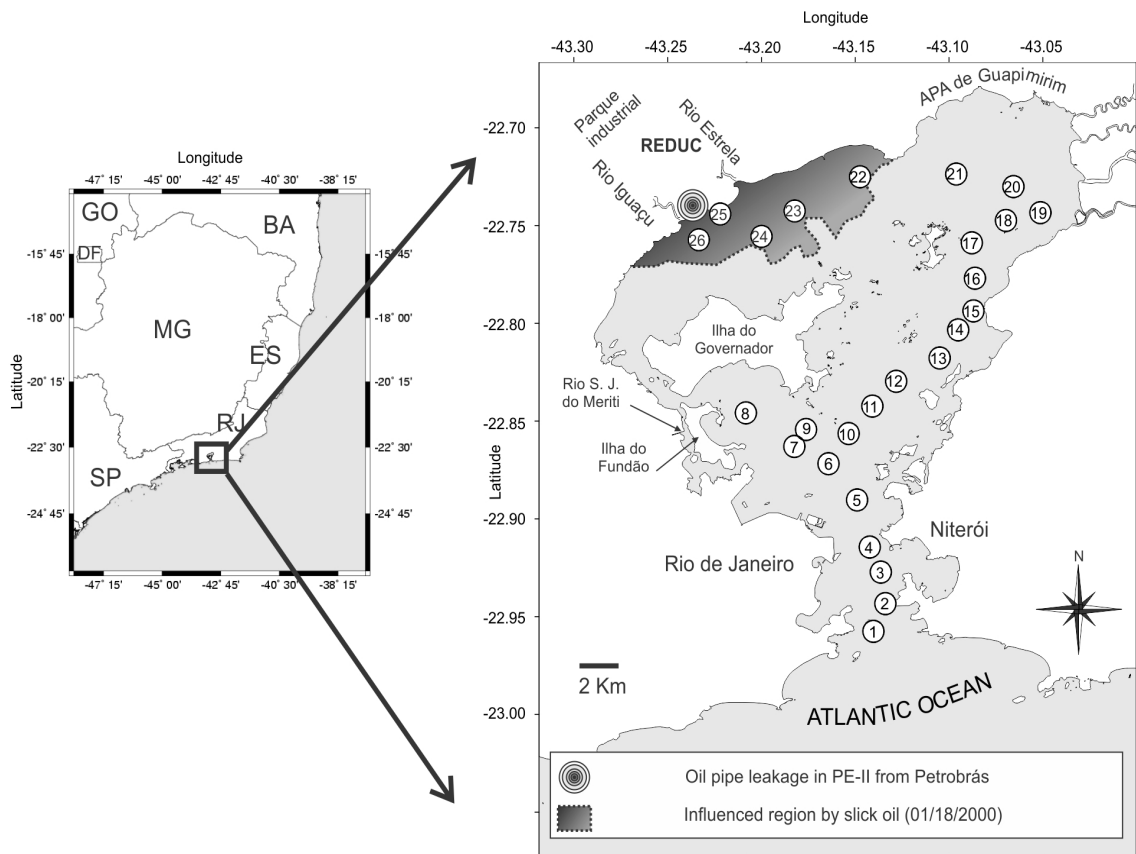 Longitude
-47° 15'
-45° 00'
-42° 45'
-40° 30'
-38° 15'
GO
BA
DF
MG
ES
RJ
SP
Latitude
-15° 45'
-18° 00'
-20° 15'
-22° 30'
-24° 45'
-15° 45'
-18° 00'
-20° 15'
-22° 30'
-24° 45'
-47° 15'
-45° 00'
-42° 45'
-40° 30'
-38° 15'
Longitude
-43.30
-43.25
-43.20
-43.15
-43.10
-43.05
Latitude
-22.70
-22.75
-22.80
-22.85
-22.90
-22.95
-23.00
APA de Guapimirim
Parque
industrial
Rio Estrela
REDUC
Rio Iguaçu
22
21
20
25
23
19
18
26
24
17
16
15
14
13
12
11
10
9
8
7
6
5
4
3
2
1
Ilha do
Governador
Rio S. J.
do Meriti
Ilha do
Fundão
Niterói
Rio de Janeiro
N
2 Km
ATLANTIC OCEAN
Oil pipe leakage in PE-II from Petrobrás
Influenced region by slick oil (01/18/2000)